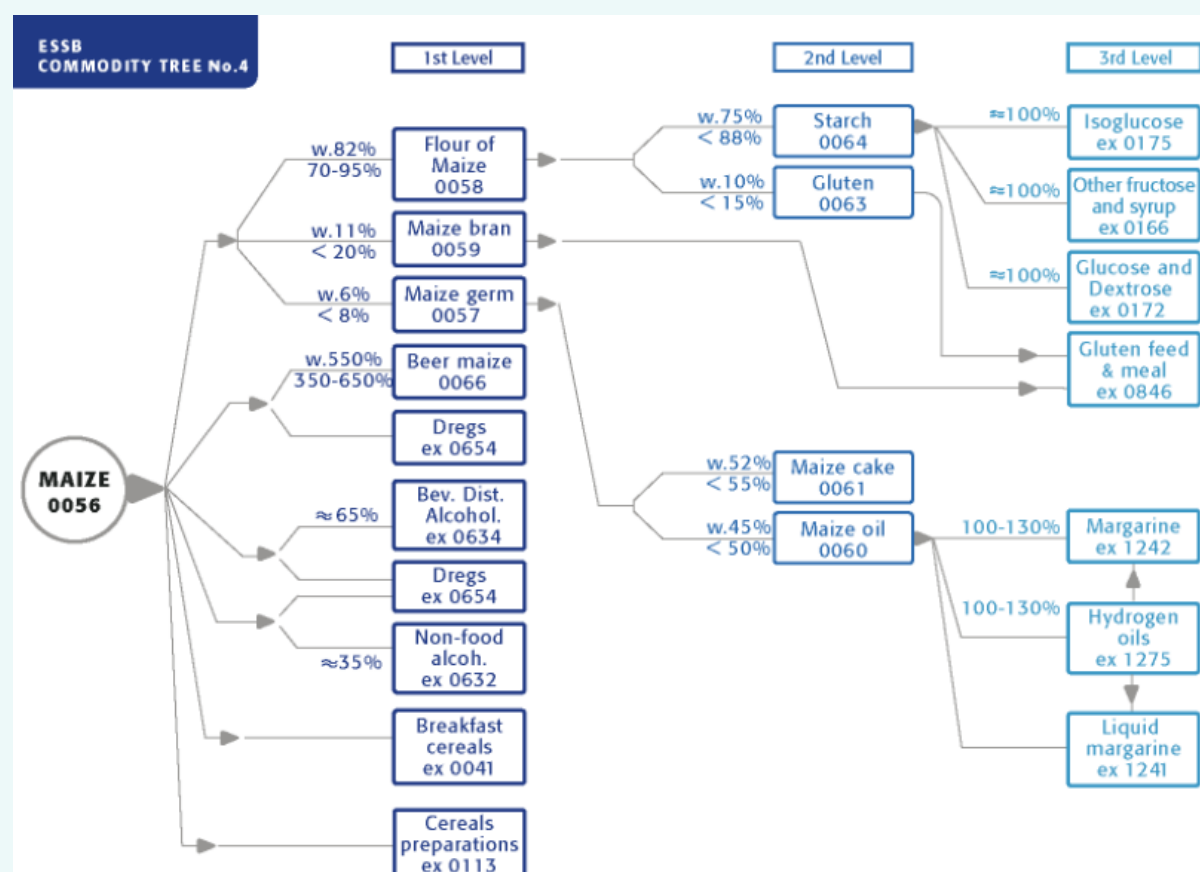 ESSB
COMMODITY TREE No.4
1st Level
2nd Level
3rd Level
MAIZE
0056
w.82%
70-95%
Flour of
Maize
0058
w.11%
< 20%
Maize bran
0059
w.6%
< 8%
Maize germ
0057
w.550%
350-650%
Beer maize
0066
Dregs
ex 0654
≈65%
Bev. Dist.
Alcohol.
ex 0634
Dregs
ex 0654
≈35%
Non-food
alcoh.
ex 0632
Breakfast
cereals
ex 0041
Cereals
preparations
ex 0113
w.75%
< 88%
Starch
0064
w.10%
< 15%
Gluten
0063
w.52%
< 55%
Maize cake
0061
w.45%
< 50%
Maize oil
0060
≈100%
Isoglucose
ex 0175
≈100%
Other fructose
and syrup
ex 0166
≈100%
Glucose and
Dextrose
ex 0172
Gluten feed
& meal
ex 0846
100-130%
Margarine
ex 1242
100-130%
Hydrogen
oils
ex 1275
Liquid
margarine
ex 1241